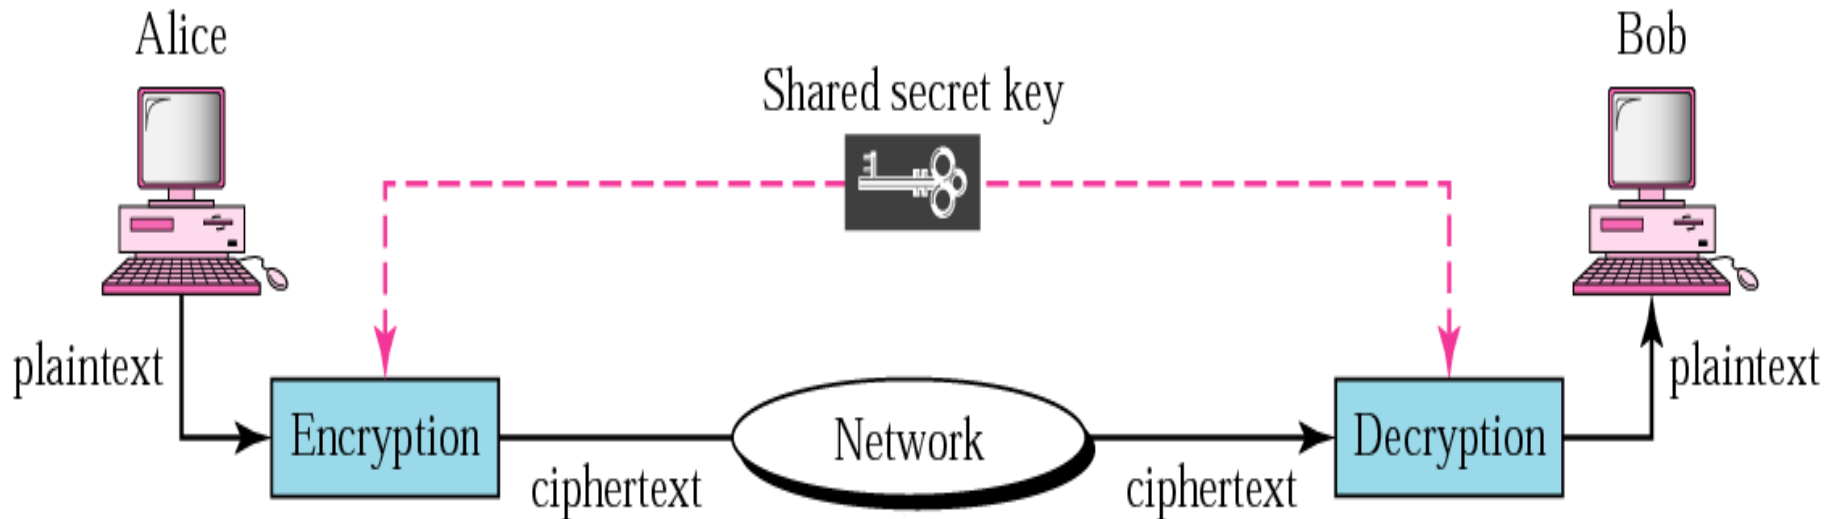 Alice
Bob
Shared secret key
plaintext
plaintext
Encryption
Network
Decryption
ciphertext
ciphertext